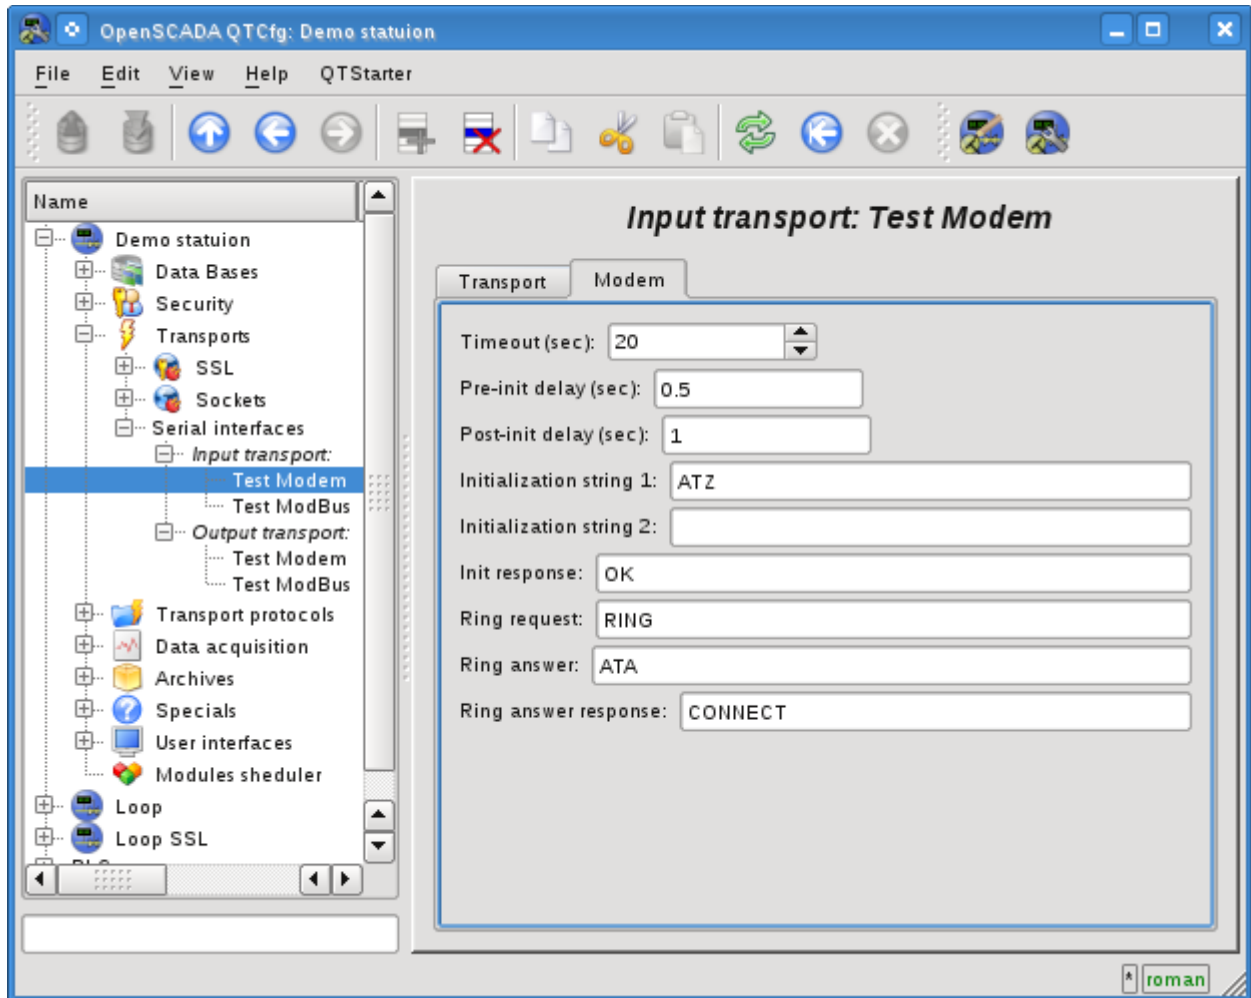 OpenSCADA QTCfg: Demo statuion
File Edit View Help QTStarter
Name
Demo statuion
Data Bases
Security
Transports
SSL
Sockets
Serial interfaces
Input transport:
Test Modem
Test ModBus
Output transport:
Test Modem
Test ModBus
Transport protocols
Data acquisition
Archives
Specials
User interfaces
Modules sheduler
Loop
Loop SSL
Input transport: Test Modem
Transport Modem
Timeout (sec): 20
Pre-init delay (sec): 0.5
Post-init delay (sec): 1
Initialization string 1: ATZ
Initialization string 2:
Init response: OK
Ring request: RING
Ring answer: ATA
Ring answer response: CONNECT
* roman